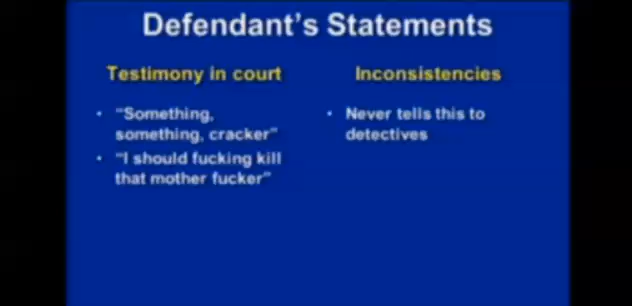 Defendant's Statements
Testimony in court
Inconsistencies
• "Something,
something, cracker"
• "I should fucking kill
that mother fucker"
• Never tells this to
detectives